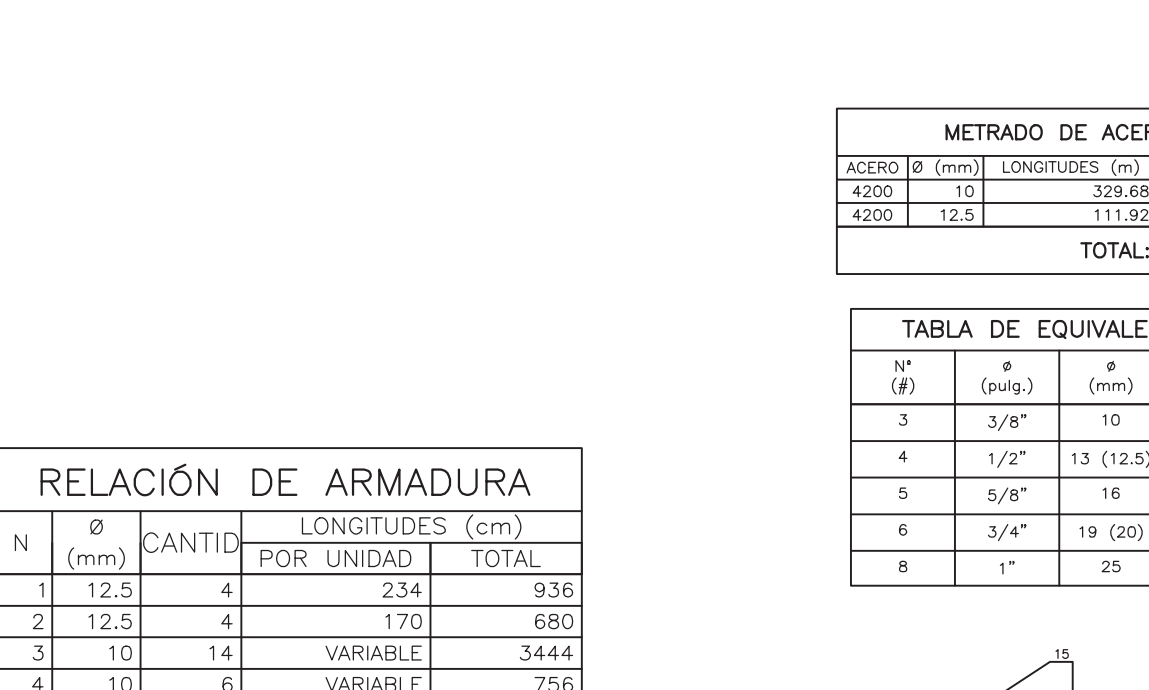 METRADO DE ACER
ACERO Ø (mm) LONGITUDES (m)
4200 10 329.68
4200 12.5 111.92
TOTAL:
TABLA DE EQUIVALE
Nª ø ø
(#) (pulg.) (mm)
3 3/8" 10
4 1/2" 13 (12.5)
5 5/8" 16
6 3/4" 19 (20)
8 1" 25
RELACIÓN DE ARMADURA
N Ø (mm) CANTID LONGITUDES (cm)
POR UNIDAD TOTAL
1 12.5 4 234 936
2 12.5 4 170 680
3 10 14 VARIABLE 3444
4 10 6 VARIABLE 756
15